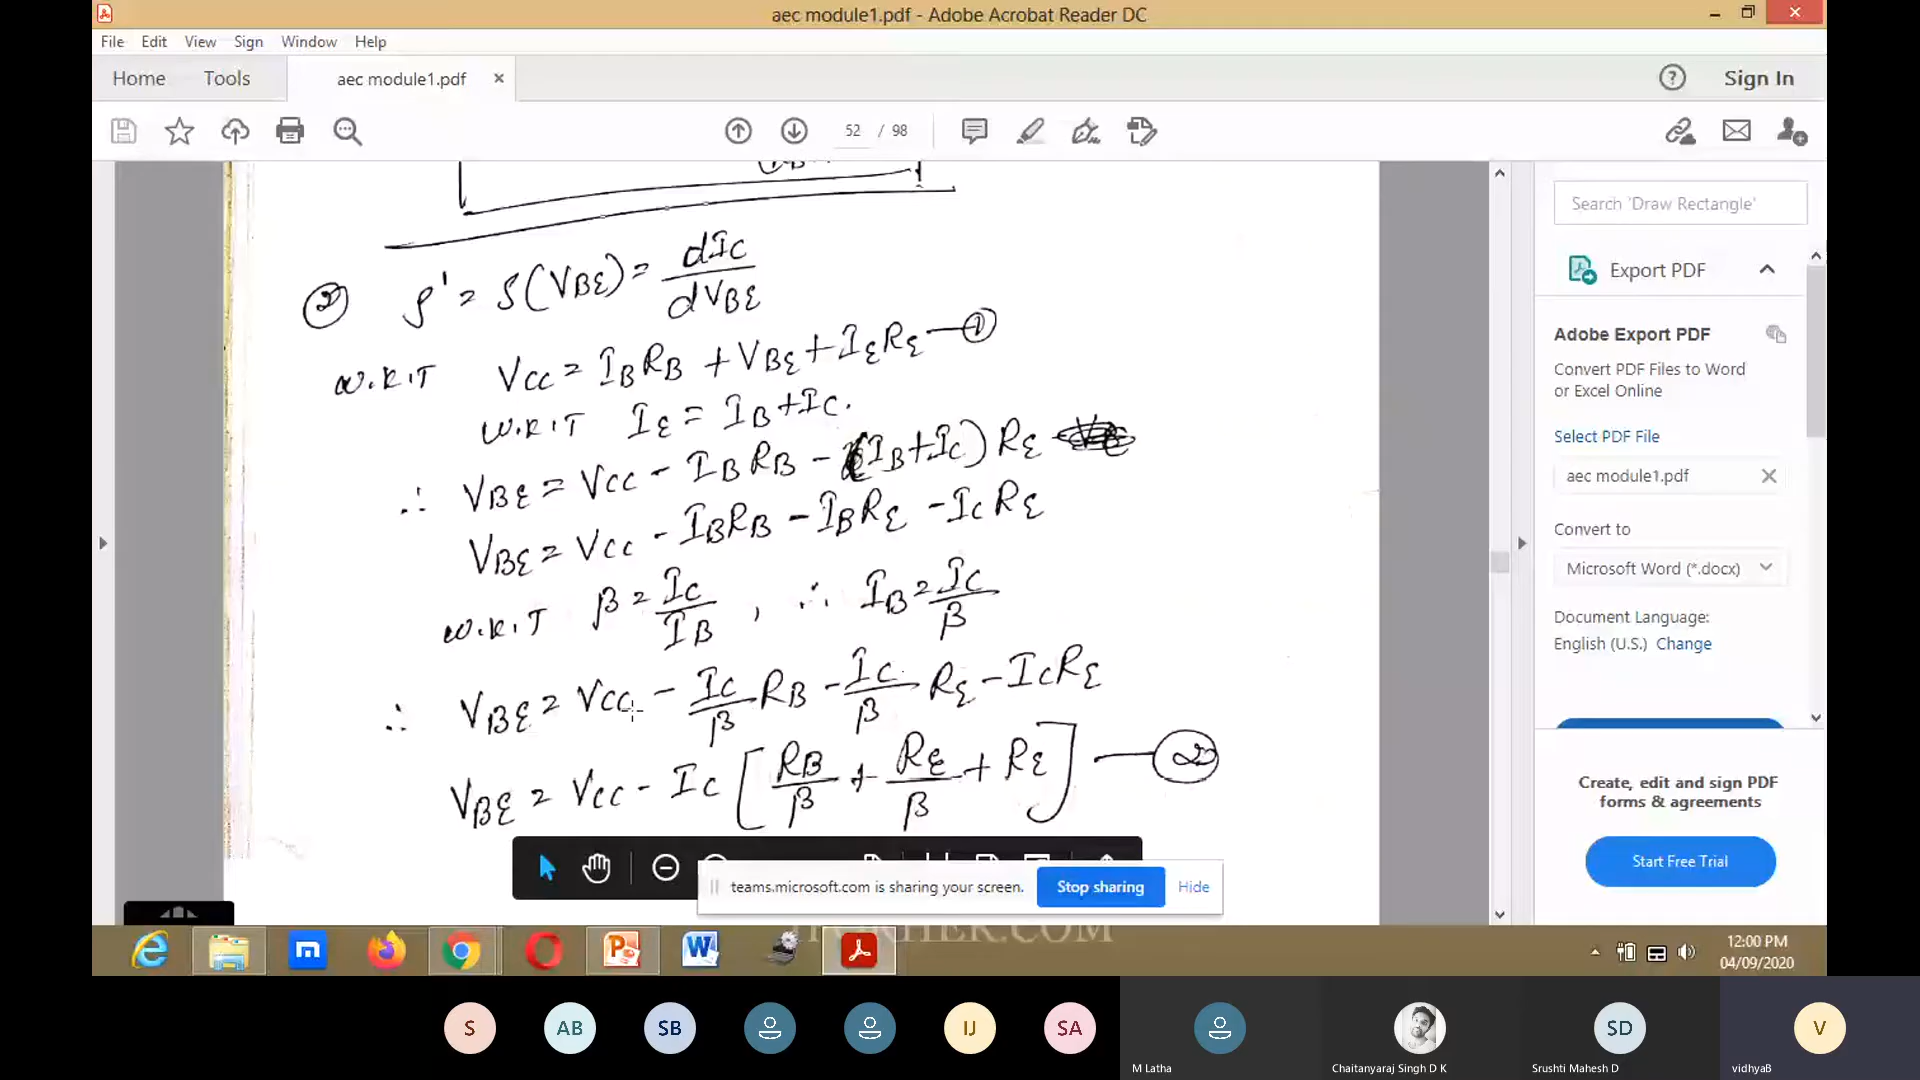 aec module1.pdf - Adobe Acrobat Reader DC
File Edit View Sign Window Help
Home Tools aec module1.pdf × Sign In
52 / 98
② S' = S(VBE) = dIC / dVBE
W.K.T VCC = IBRB + VBE + IERE — ①
W.K.T IE = IB + IC.
∴ VBE = VCC - IBRB - (IB + IC) RE
VBE = VCC - IBRB - IBRE - ICRE
W.K.T β = IC / IB , ∴ IB = IC / β
∴ VBE = VCC - IC/β RB - IC/β RE - ICRE
VBE = VCC - IC [RB/β + RE/β + RE] — ②
Search 'Draw Rectangle'
Export PDF
Adobe Export PDF
Convert PDF Files to Word
or Excel Online
Select PDF File
aec module1.pdf
Convert to
Microsoft Word (*.docx)
Document Language:
English (U.S.) Change
Create, edit and sign PDF
forms & agreements
Start Free Trial
teams.microsoft.com is sharing your screen. Stop sharing Hide
12:00 PM
04/09/2020
S AB SB IJ SA SD V
M Latha Chaitanyaraj Singh D K Srushti Mahesh D vidhyaB